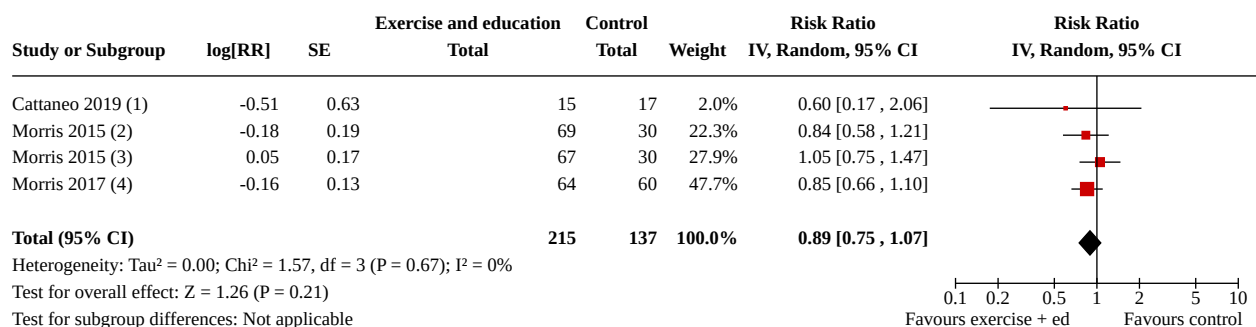 Exercise and education Control Risk Ratio Risk Ratio
Study or Subgroup log[RR] SE Total Total Weight IV, Random, 95% CI IV, Random, 95% CI
Cattaneo 2019 (1) -0.51 0.63 15 17 2.0% 0.60 [0.17 , 2.06]
Morris 2015 (2) -0.18 0.19 69 30 22.3% 0.84 [0.58 , 1.21]
Morris 2015 (3) 0.05 0.17 67 30 27.9% 1.05 [0.75 , 1.47]
Morris 2017 (4) -0.16 0.13 64 60 47.7% 0.85 [0.66 , 1.10]
Total (95% CI) 215 137 100.0% 0.89 [0.75 , 1.07]
Heterogeneity: Tau² = 0.00; Chi² = 1.57, df = 3 (P = 0.67); I² = 0%
Test for overall effect: Z = 1.26 (P = 0.21) 0.1 0.2 0.5 1 2 5 10
Test for subgroup differences: Not applicable Favours exercise + ed Favours control